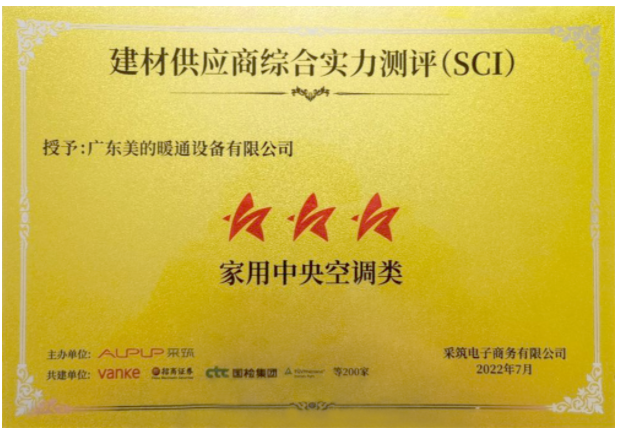 建材供应商综合实力测评(SCI)
授予:广东美的暖通设备有限公司
家用中央空调类
主办单位: 采筑
采筑电子商务有限公司
共建单位: vanke 招商证券 ctc 国检集团 等200家
2022年7月